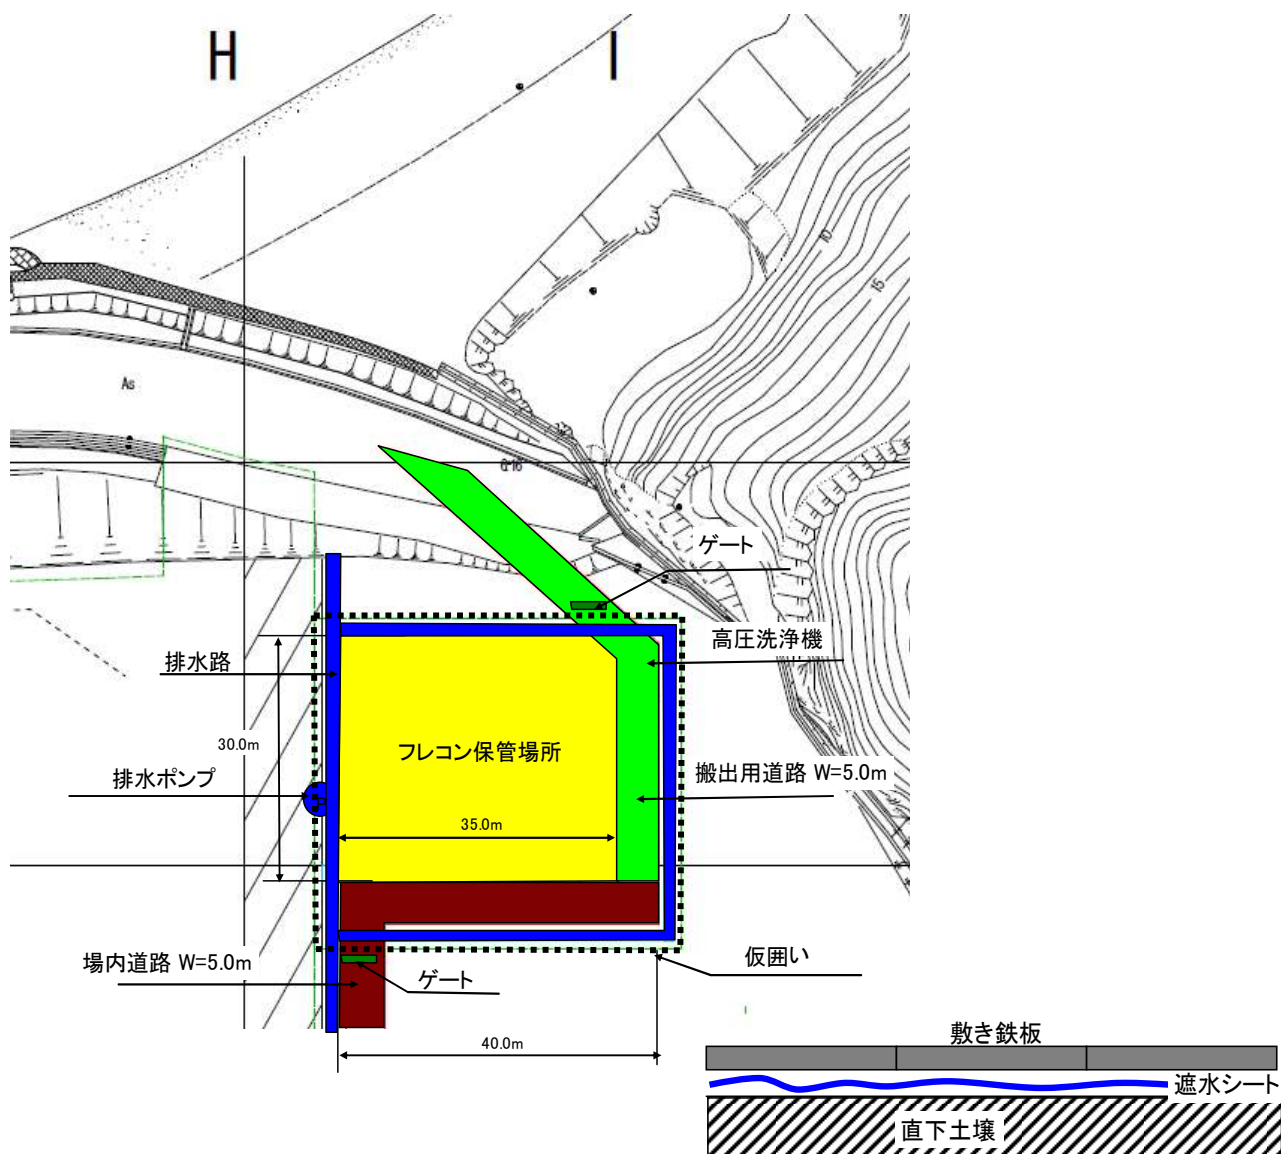 H
I
10
15
As
ゲート
高圧洗浄機
排水路
30.0m
フレコン保管場所
排水ポンプ
搬出用道路 W=5.0m
35.0m
場内道路 W=5.0m
ゲート
仮囲い
40.0m
敷き鉄板
遮水シート
直下土壌